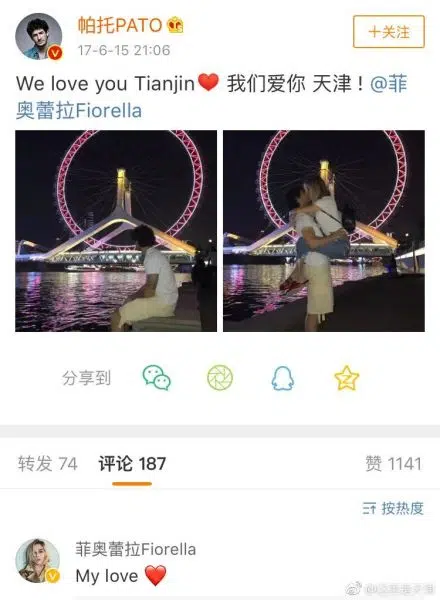 帕托PATO
17-6-15 21:06
+关注
We love you Tianjin❤ 我们爱你 天津！@菲
奥蕾拉Fiorella
分享到
转发 74 评论 187 赞 1141
按热度
菲奥蕾拉Fiorella
My love ❤